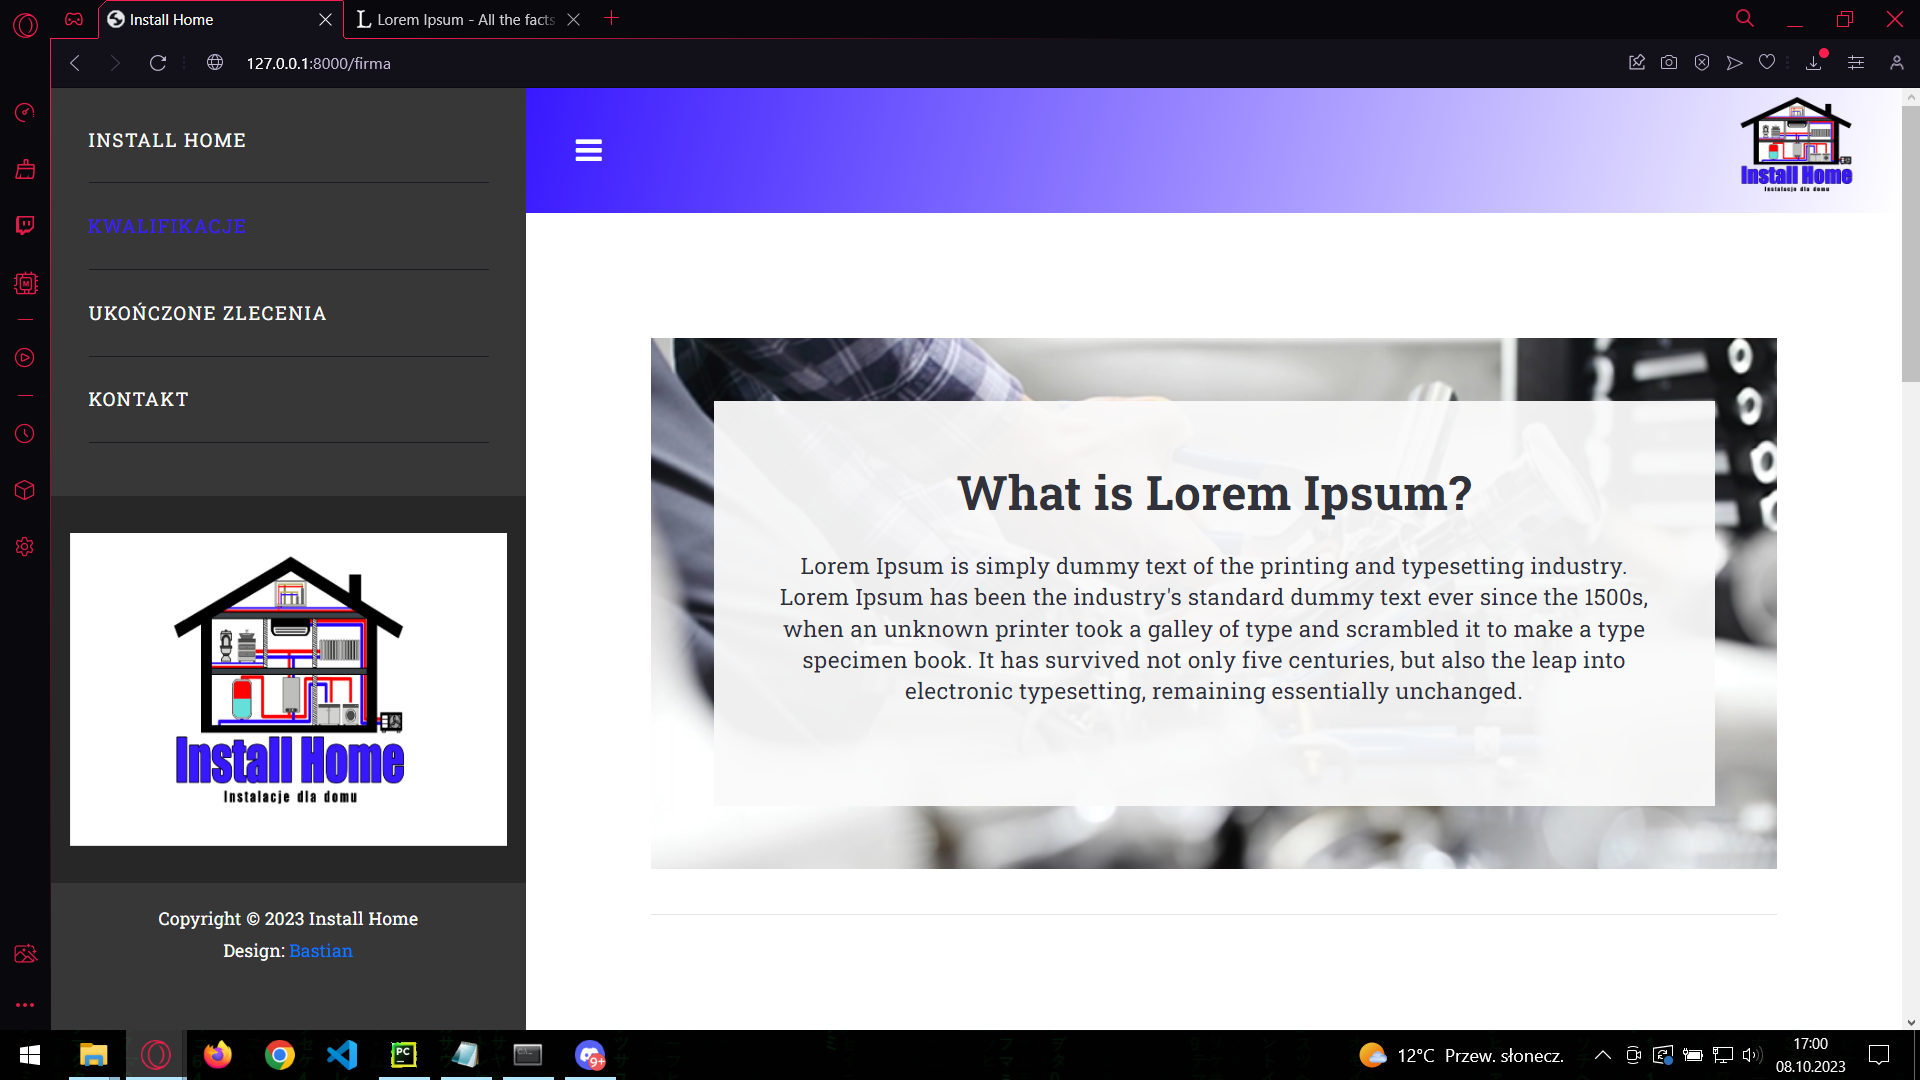 Install Home
Lorem Ipsum - All the facts
127.0.0.1:8000/firma
INSTALL HOME
KWALIFIKACJE
UKOŃCZONE ZLECENIA
KONTAKT
Install Home
Instalacje dla domu
Copyright © 2023 Install Home
Design: Bastian
Install Home
Instalacje dla domu
What is Lorem Ipsum?
Lorem Ipsum is simply dummy text of the printing and typesetting industry.
Lorem Ipsum has been the industry's standard dummy text ever since the 1500s,
when an unknown printer took a galley of type and scrambled it to make a type
specimen book. It has survived not only five centuries, but also the leap into
electronic typesetting, remaining essentially unchanged.
PC
9+
12°C Przew. słonecz.
17:00
08.10.2023